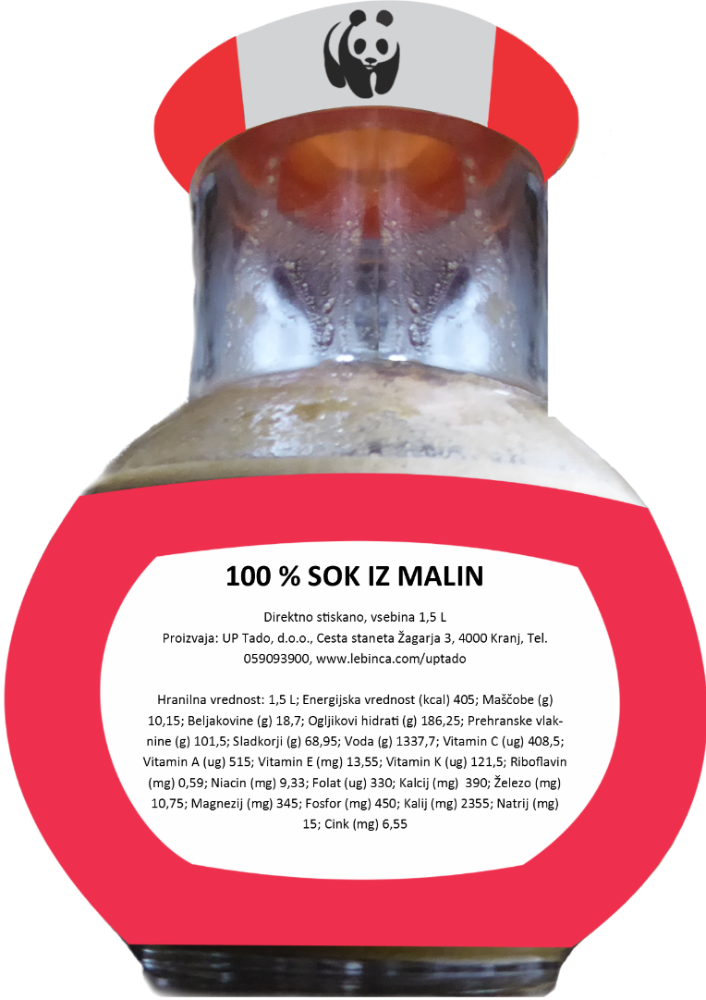 100 % SOK IZ MALIN
Direktno stiskano, vsebina 1,5 L
Proizvaja: UP Tado, d.o.o., Cesta staneta Žagarja 3, 4000 Kranj, Tel.
059093900, www.lebinca.com/uptado
Hranilna vrednost: 1,5 L; Energijska vrednost (kcal) 405; Maščobe (g)
10,15; Beljakovine (g) 18,7; Ogljikovi hidrati (g) 186,25; Prehranske vlak-
nine (g) 101,5; Sladkorji (g) 68,95; Voda (g) 1337,7; Vitamin C (ug) 408,5;
Vitamin A (ug) 515; Vitamin E (mg) 13,55; Vitamin K (ug) 121,5; Riboflavin
(mg) 0,59; Niacin (mg) 9,33; Folat (ug) 330; Kalcij (mg)  390; Železo (mg)
10,75; Magnezij (mg) 345; Fosfor (mg) 450; Kalij (mg) 2355; Natrij (mg)
15; Cink (mg) 6,55